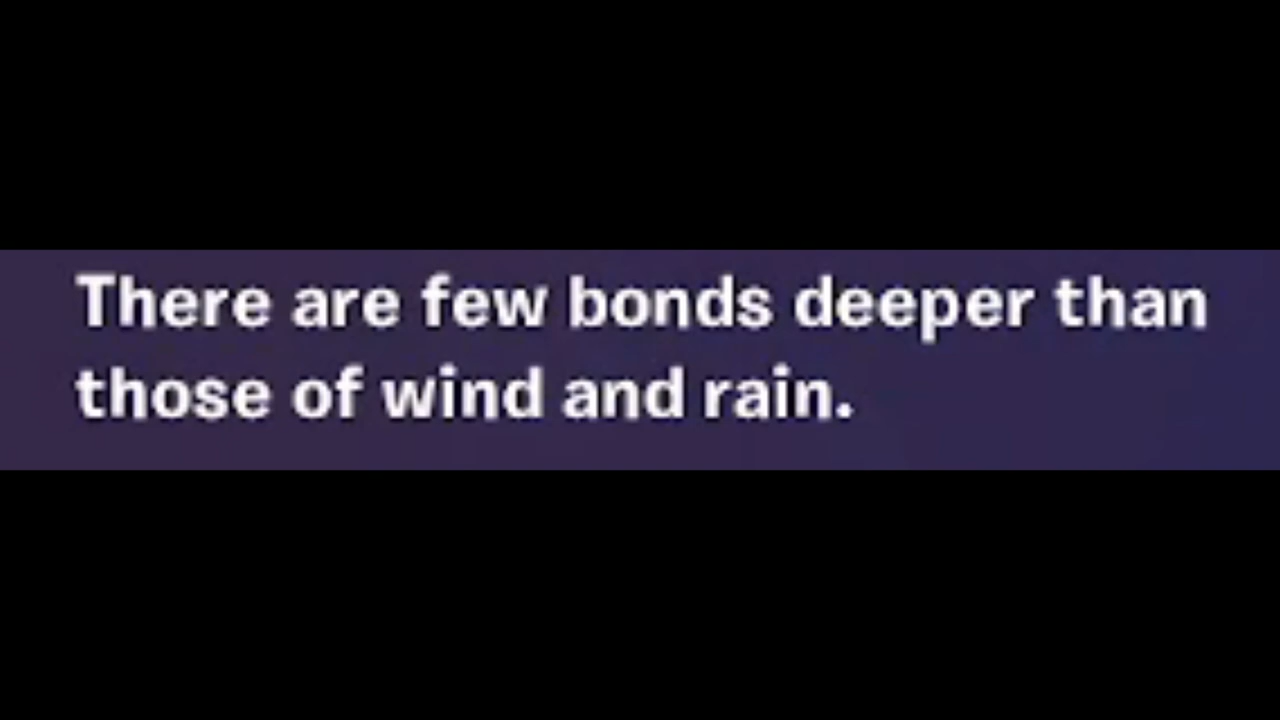 There are few bonds deeper than
those of wind and rain.